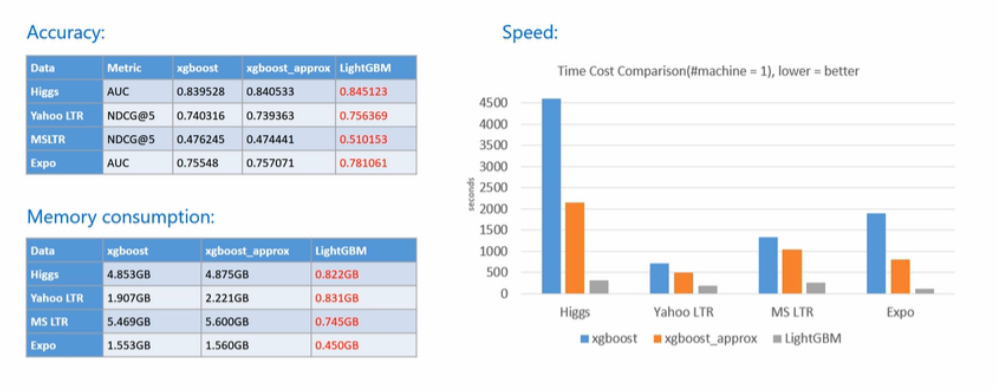 Accuracy:
Data Metric xgboost xgboost_approx LightGBM
Higgs AUC 0.839528 0.840533 0.845123
Yahoo LTR NDCG@5 0.740316 0.739363 0.756369
MSLTR NDCG@5 0.476245 0.474441 0.510153
Expo AUC 0.75548 0.757071 0.781061
Memory consumption:
Data xgboost xgboost_approx LightGBM
Higgs 4.853GB 4.875GB 0.822GB
Yahoo LTR 1.907GB 2.221GB 0.831GB
MS LTR 5.469GB 5.600GB 0.745GB
Expo 1.553GB 1.560GB 0.450GB
Speed:
Time Cost Comparison(#machine = 1), lower = better
seconds
4500
4000
3500
3000
2500
2000
1500
1000
500
0
Higgs Yahoo LTR MS LTR Expo
xgboost xgboost_approx LightGBM